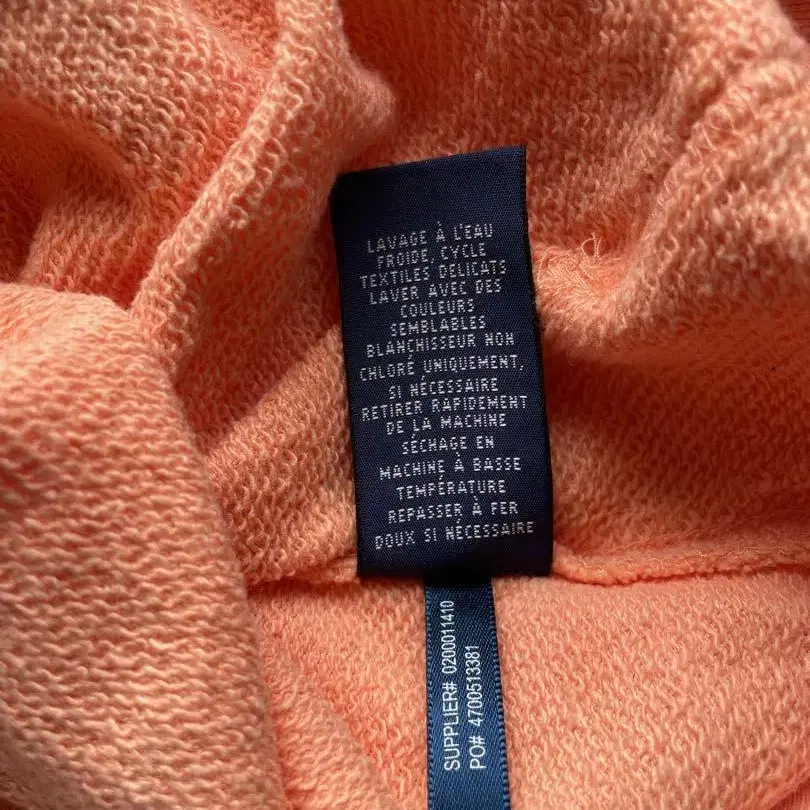 LAVAGE À L'EAU
FROIDE, CYCLE
TEXTILES DÉLICATS
LAVER AVEC DES
COULEURS
SEMBLABLES
BLANCHISSEUR NON
CHLORÉ UNIQUEMENT,
SI NÉCESSAIRE
RETIRER RAPIDEMENT
DE LA MACHINE
SÉCHAGE EN
MACHINE À BASSE
TEMPÉRATURE
REPASSER À FER
DOUX SI NÉCESSAIRE
SUPPLIER# 0200011410
PO# 4700513381